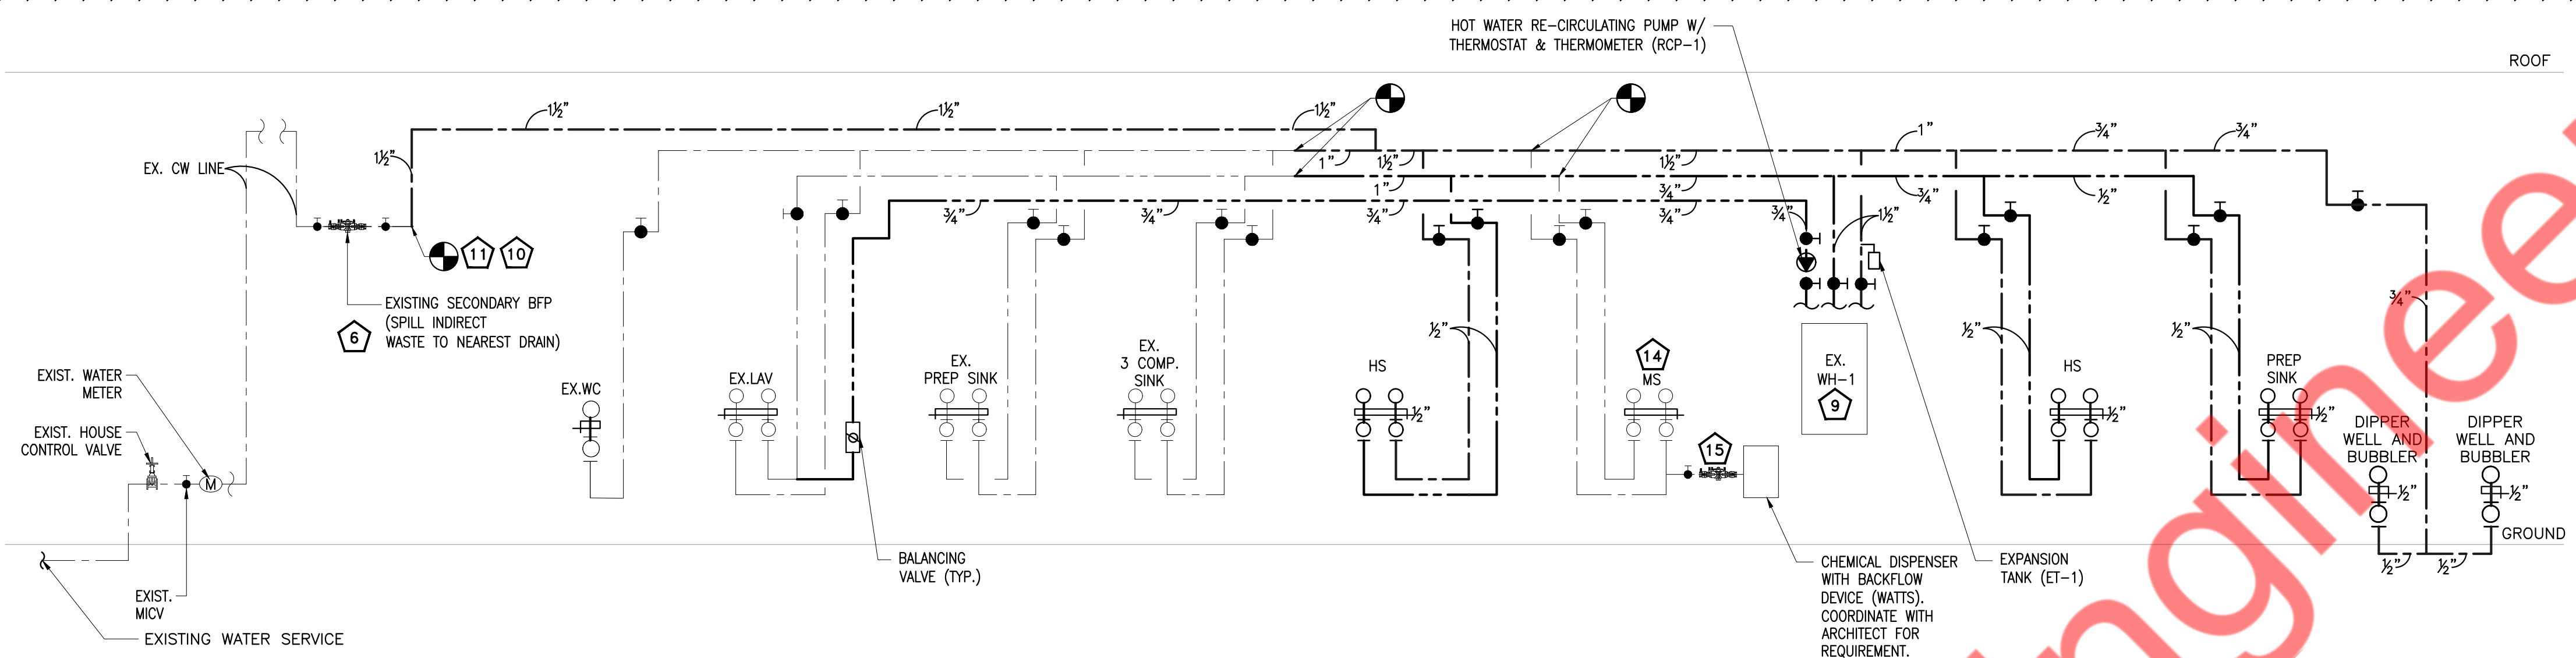 HOT WATER RE-CIRCULATING PUMP W/
THERMOSTAT & THERMOMETER (RCP-1)
ROOF
1½"
1½"
1½"
1½"
EX. CW LINE
1"
1½"
1½"
1"
¾"
¾"
1"
¾"
¾"
½"
¾"
¾"
¾"
¾"
¾"
1½"
11
10
EXISTING SECONDARY BFP
(SPILL INDIRECT
WASTE TO NEAREST DRAIN)
6
EXIST. WATER
METER
EXIST. HOUSE
CONTROL VALVE
M
EXIST.
MICV
EXISTING WATER SERVICE
EX.WC
EX.LAV
EX.
PREP SINK
EX.
3 COMP.
SINK
HS
½"
½"
14
MS
15
EX.
WH-1
9
½"
HS
½"
½"
PREP
SINK
½"
¾"
DIPPER
WELL AND
BUBBLER
½"
DIPPER
WELL AND
BUBBLER
½"
GROUND
½"
½"
BALANCING
VALVE (TYP.)
CHEMICAL DISPENSER
WITH BACKFLOW
DEVICE (WATTS).
COORDINATE WITH
ARCHITECT FOR
REQUIREMENT.
EXPANSION
TANK (ET-1)
enginee